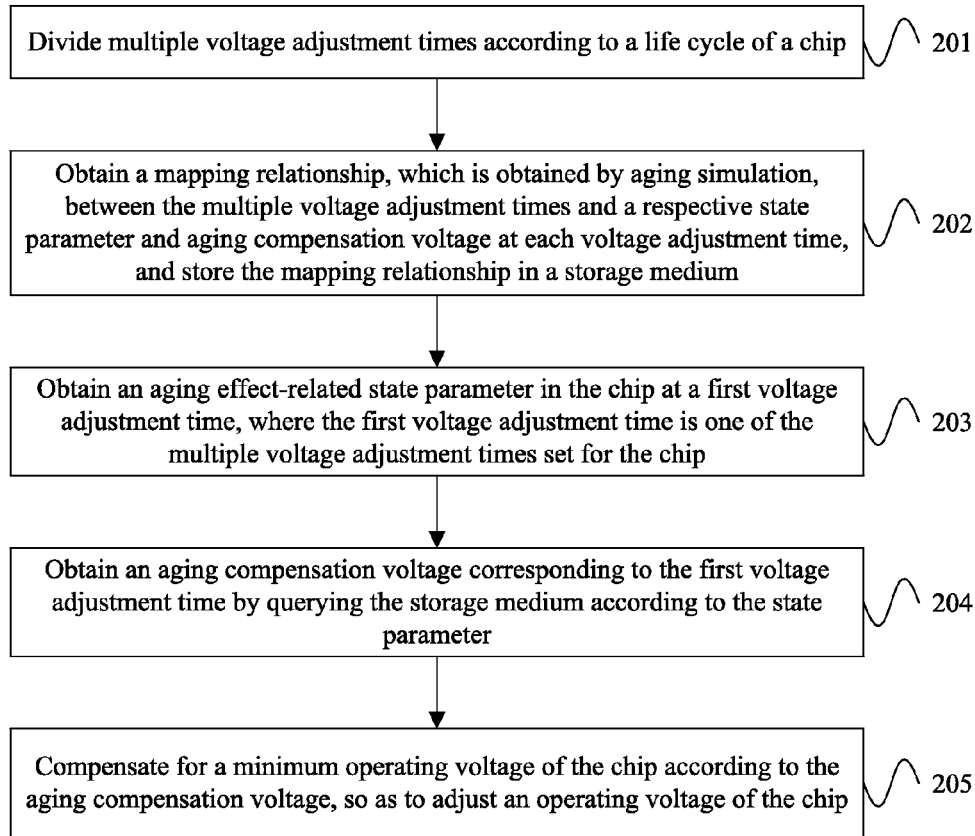 Divide multiple voltage adjustment times according to a life cycle of a chip
201
Obtain a mapping relationship, which is obtained by aging simulation,
between the multiple voltage adjustment times and a respective state
parameter and aging compensation voltage at each voltage adjustment time,
and store the mapping relationship in a storage medium
202
Obtain an aging effect-related state parameter in the chip at a first voltage
adjustment time, where the first voltage adjustment time is one of the
multiple voltage adjustment times set for the chip
203
Obtain an aging compensation voltage corresponding to the first voltage
adjustment time by querying the storage medium according to the state
parameter
204
Compensate for a minimum operating voltage of the chip according to the
aging compensation voltage, so as to adjust an operating voltage of the chip
205